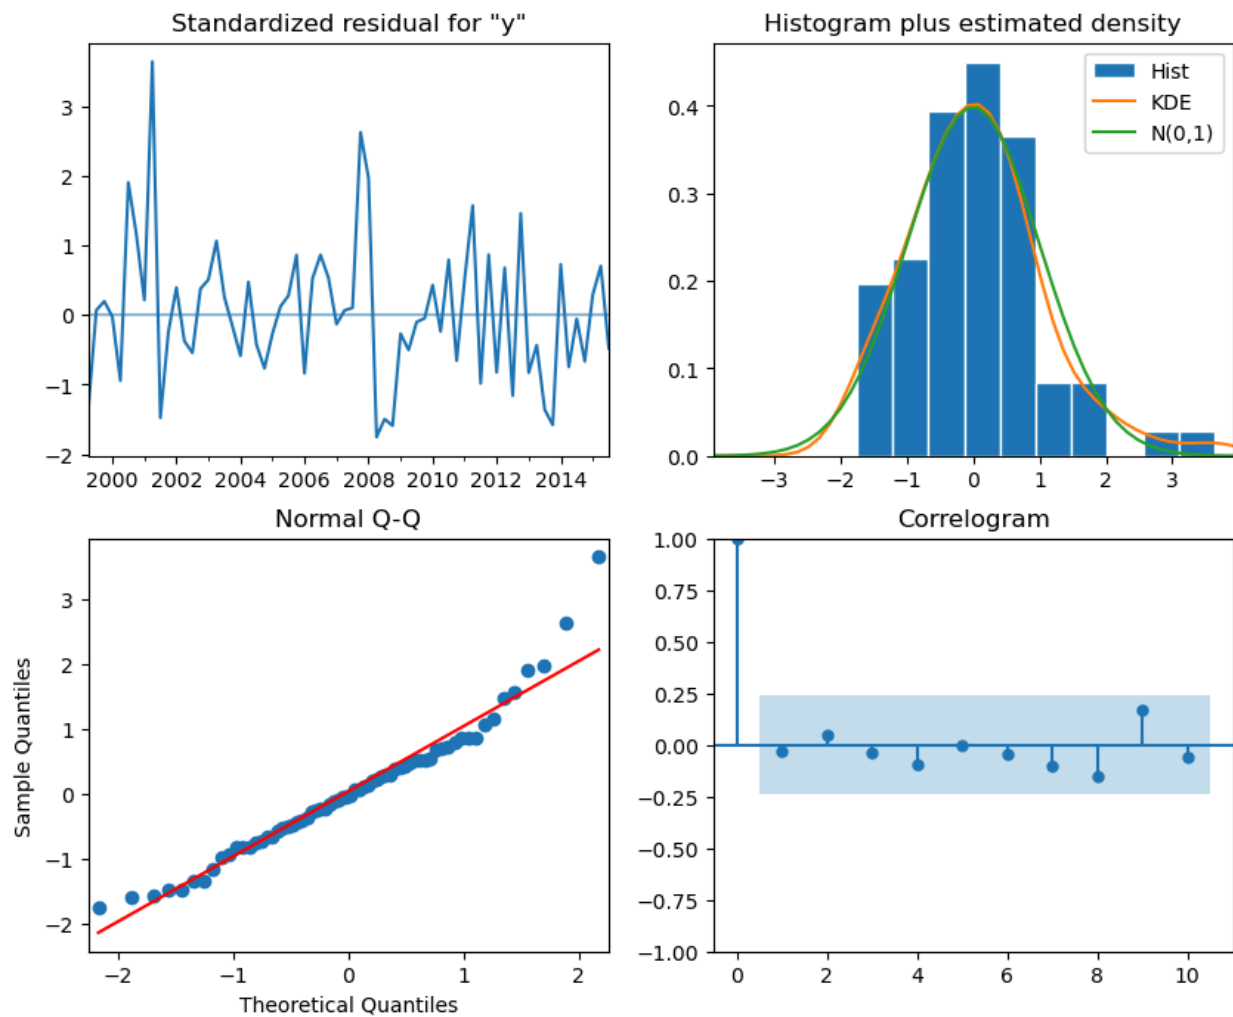 Standardized residual for "y"
3
2
1
0
−1
−2
2000 2002 2004 2006 2008 2010 2012 2014
Histogram plus estimated density
Hist
KDE
N(0,1)
0.4
0.3
0.2
0.1
0.0
−3 −2 −1 0 1 2 3
Normal Q-Q
Sample Quantiles
3
2
1
0
−1
−2
−2 −1 0 1 2
Theoretical Quantiles
Correlogram
1.00
0.75
0.50
0.25
0.00
−0.25
−0.50
−0.75
−1.00
0 2 4 6 8 10